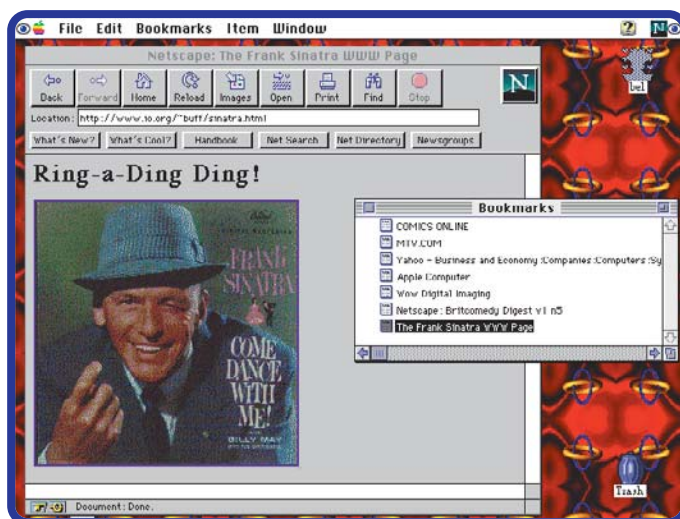 File Edit Bookmarks Item Window
Netscape: The Frank Sinatra WWW Page
Back Forward Home Reload Images Open Print Find Stop
N
Location: http://www.io.org/~buff/sinatra.html
What's New? What's Cool? Handbook Net Search Net Directory Newsgroups
Ring-a-Ding Ding!
FRANK
SINATRA
COME
DANCE
WITH
ME!
BILLY MAY
Bookmarks
COMICS ONLINE
MTV.COM
Yahoo - Business and Economy:Companies:Computers:Sy
Apple Computer
Wow Digital Imaging
Netscape: Britcomedy Digest v1 n5
The Frank Sinatra WWW Page
bel
Trash
Document: Done.